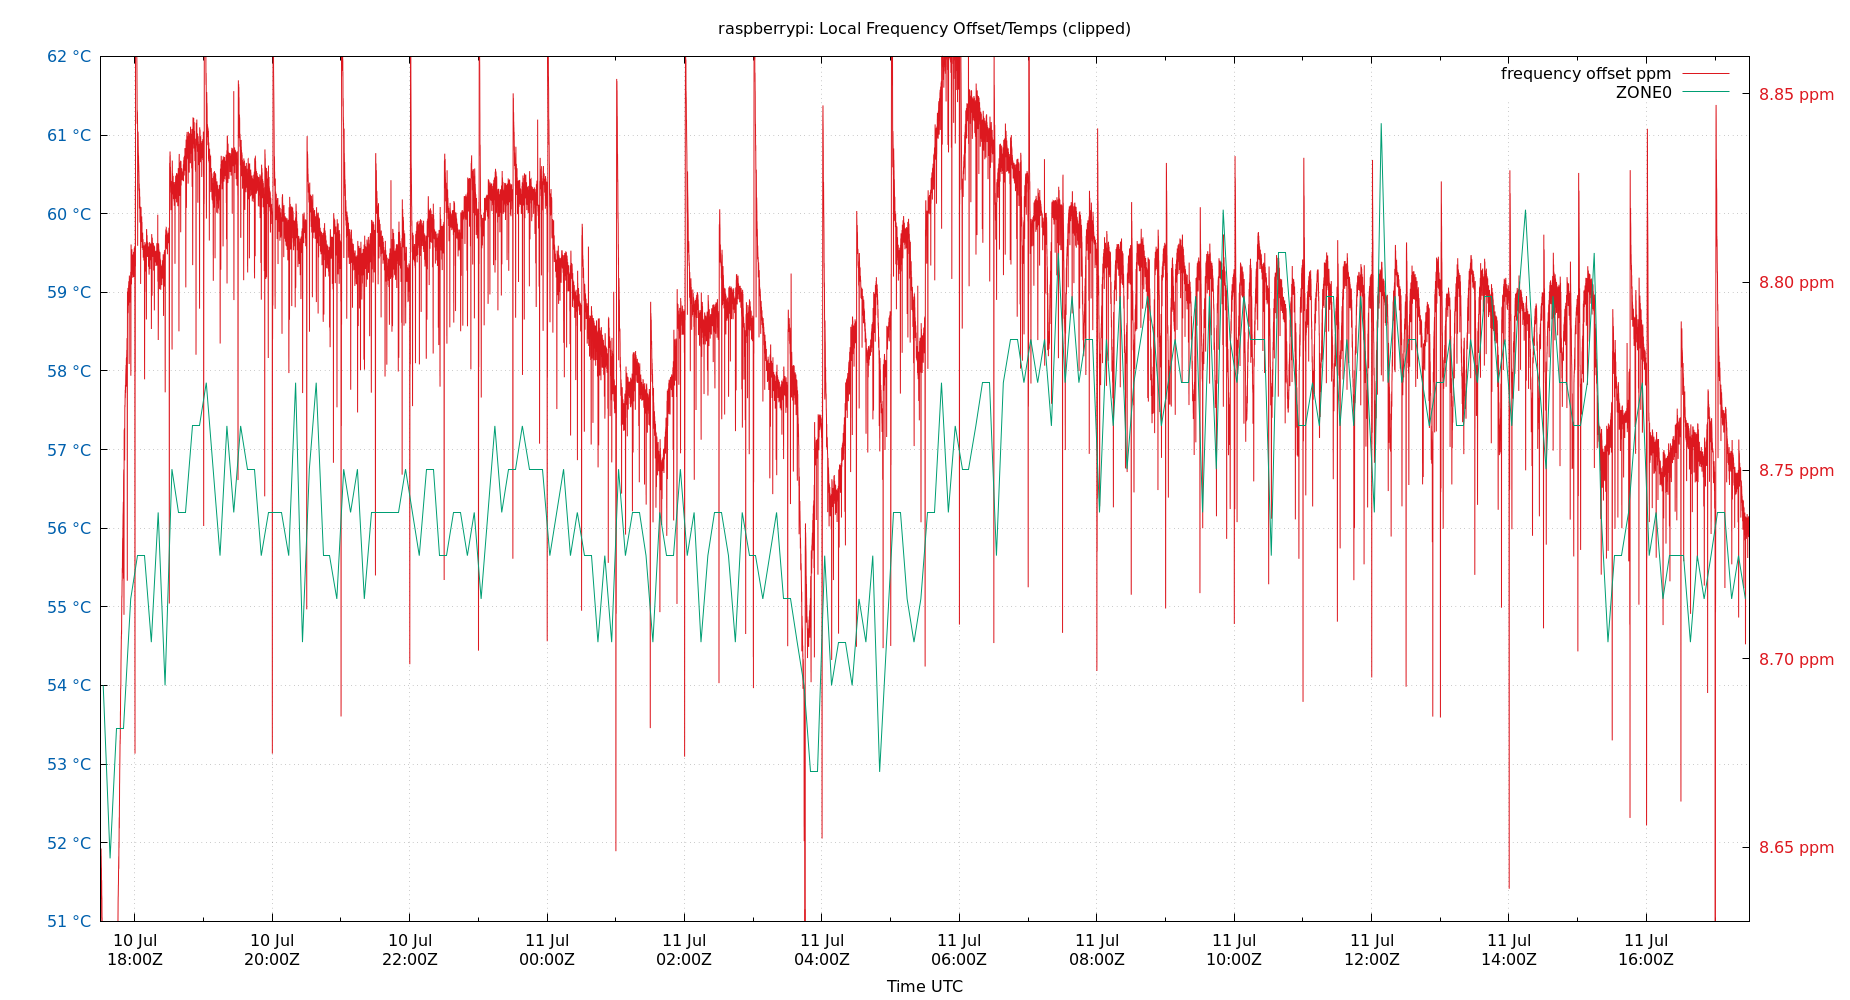 raspberrypi: Local Frequency Offset/Temps (clipped)
frequency offset ppm
ZONE0
62 °C
61 °C
60 °C
59 °C
58 °C
57 °C
56 °C
55 °C
54 °C
53 °C
52 °C
51 °C
8.85 ppm
8.80 ppm
8.75 ppm
8.70 ppm
8.65 ppm
10 Jul 10 Jul 10 Jul 11 Jul 11 Jul 11 Jul 11 Jul 11 Jul 11 Jul 11 Jul 11 Jul 11 Jul
18:00Z 20:00Z 22:00Z 00:00Z 02:00Z 04:00Z 06:00Z 08:00Z 10:00Z 12:00Z 14:00Z 16:00Z
Time UTC